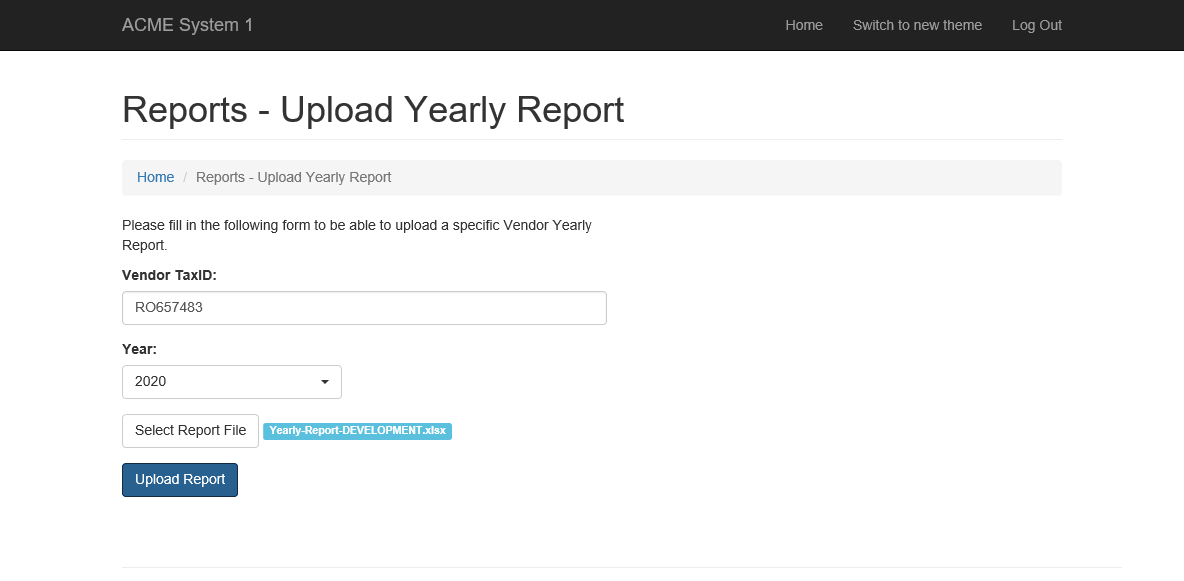 ACME System 1
Home
Switch to new theme
Log Out
Reports - Upload Yearly Report
Home / Reports - Upload Yearly Report
Please fill in the following form to be able to upload a specific Vendor Yearly
Report.
Vendor TaxID:
RO657483
Year:
2020
Select Report File
Yearly-Report-DEVELOPMENT.xlsx
Upload Report